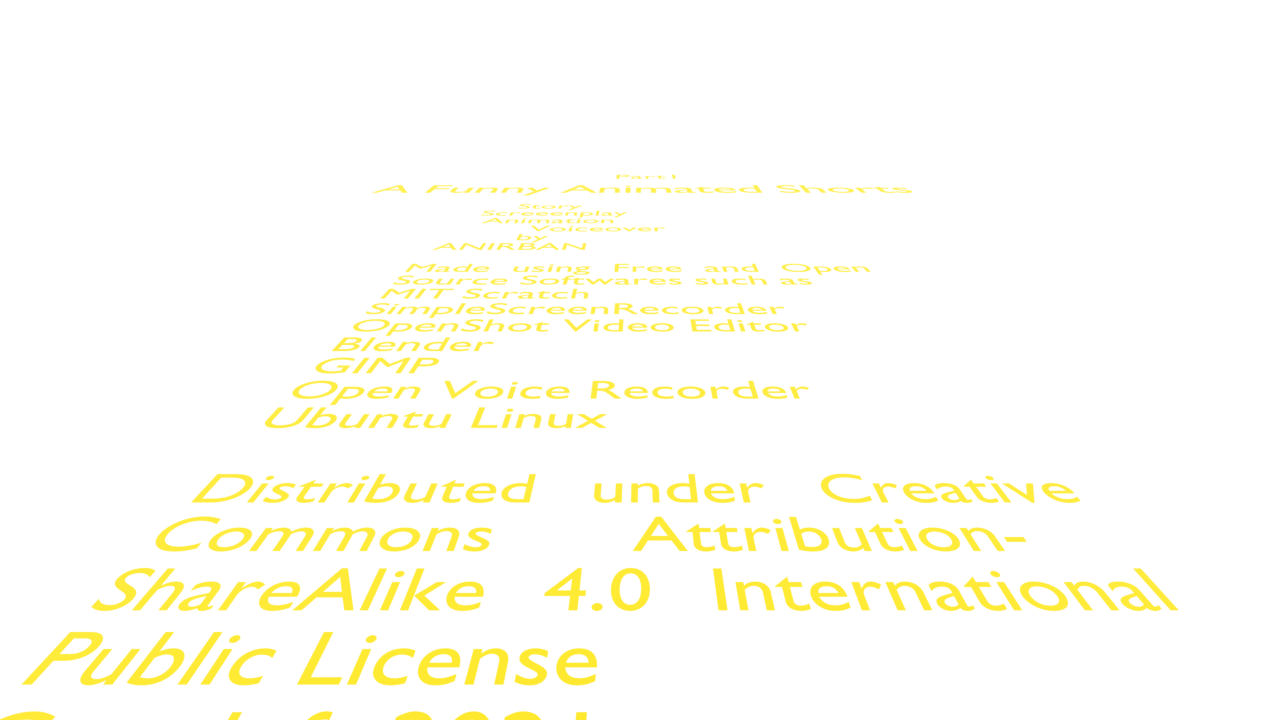 Part I
A Funny Animated Shorts
Story
Screeenplay
Animation
Voiceover
by
ANIRBAN
Made using Free and Open
Source Softwares such as
MIT Scratch
SimpleScreenRecorder
OpenShot Video Editor
Blender
GIMP
Open Voice Recorder
Ubuntu Linux
Distributed under Creative
Commons Attribution-
ShareAlike 4.0 International
Public License